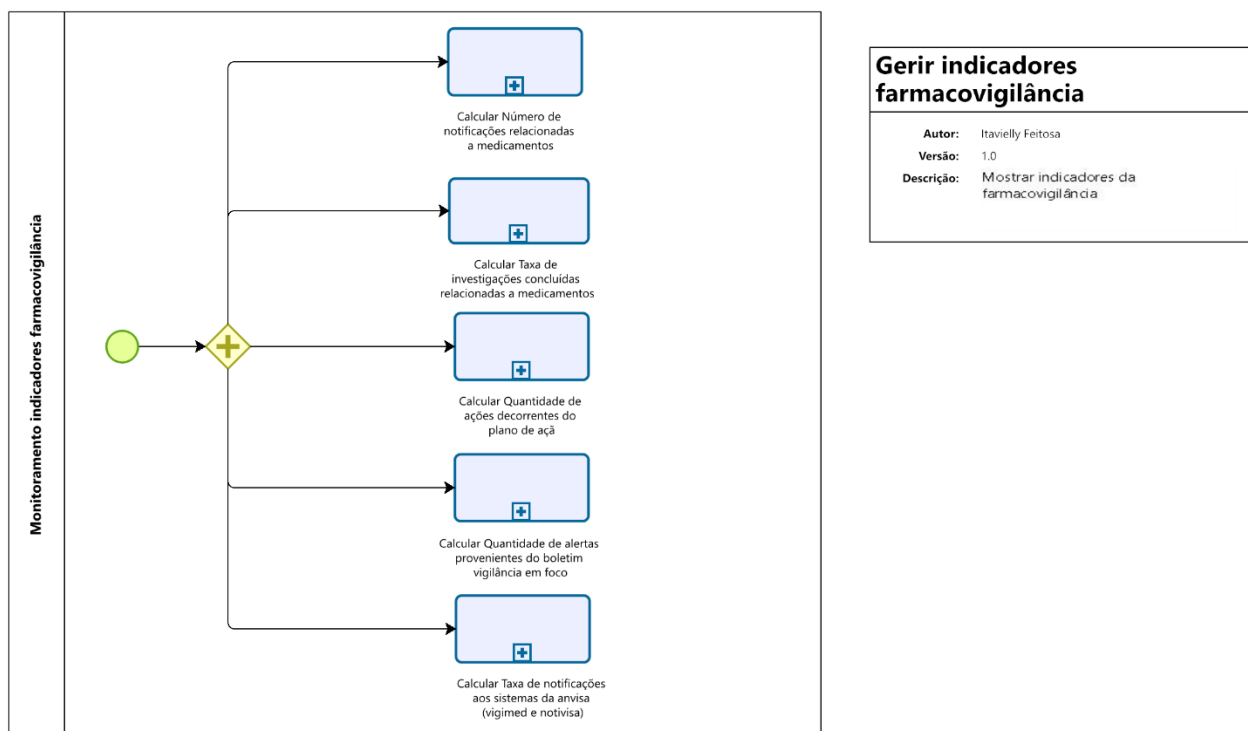 Monitoramento indicadores farmacovigilância
Calcular Número de
notificações relacionadas
a medicamentos
Calcular Taxa de
investigações concluídas
relacionadas a medicamentos
Calcular Quantidade de
ações decorrentes do
plano de açã
Calcular Quantidade de alertas
provenientes do boletim
vigilância em foco
Calcular Taxa de notificações
aos sistemas da anvisa
(vigimed e notivisa)
Gerir indicadores
farmacovigilância
Autor: Itavielly Feitosa
Versão: 1.0
Descrição: Mostrar indicadores da
farmacovigilância